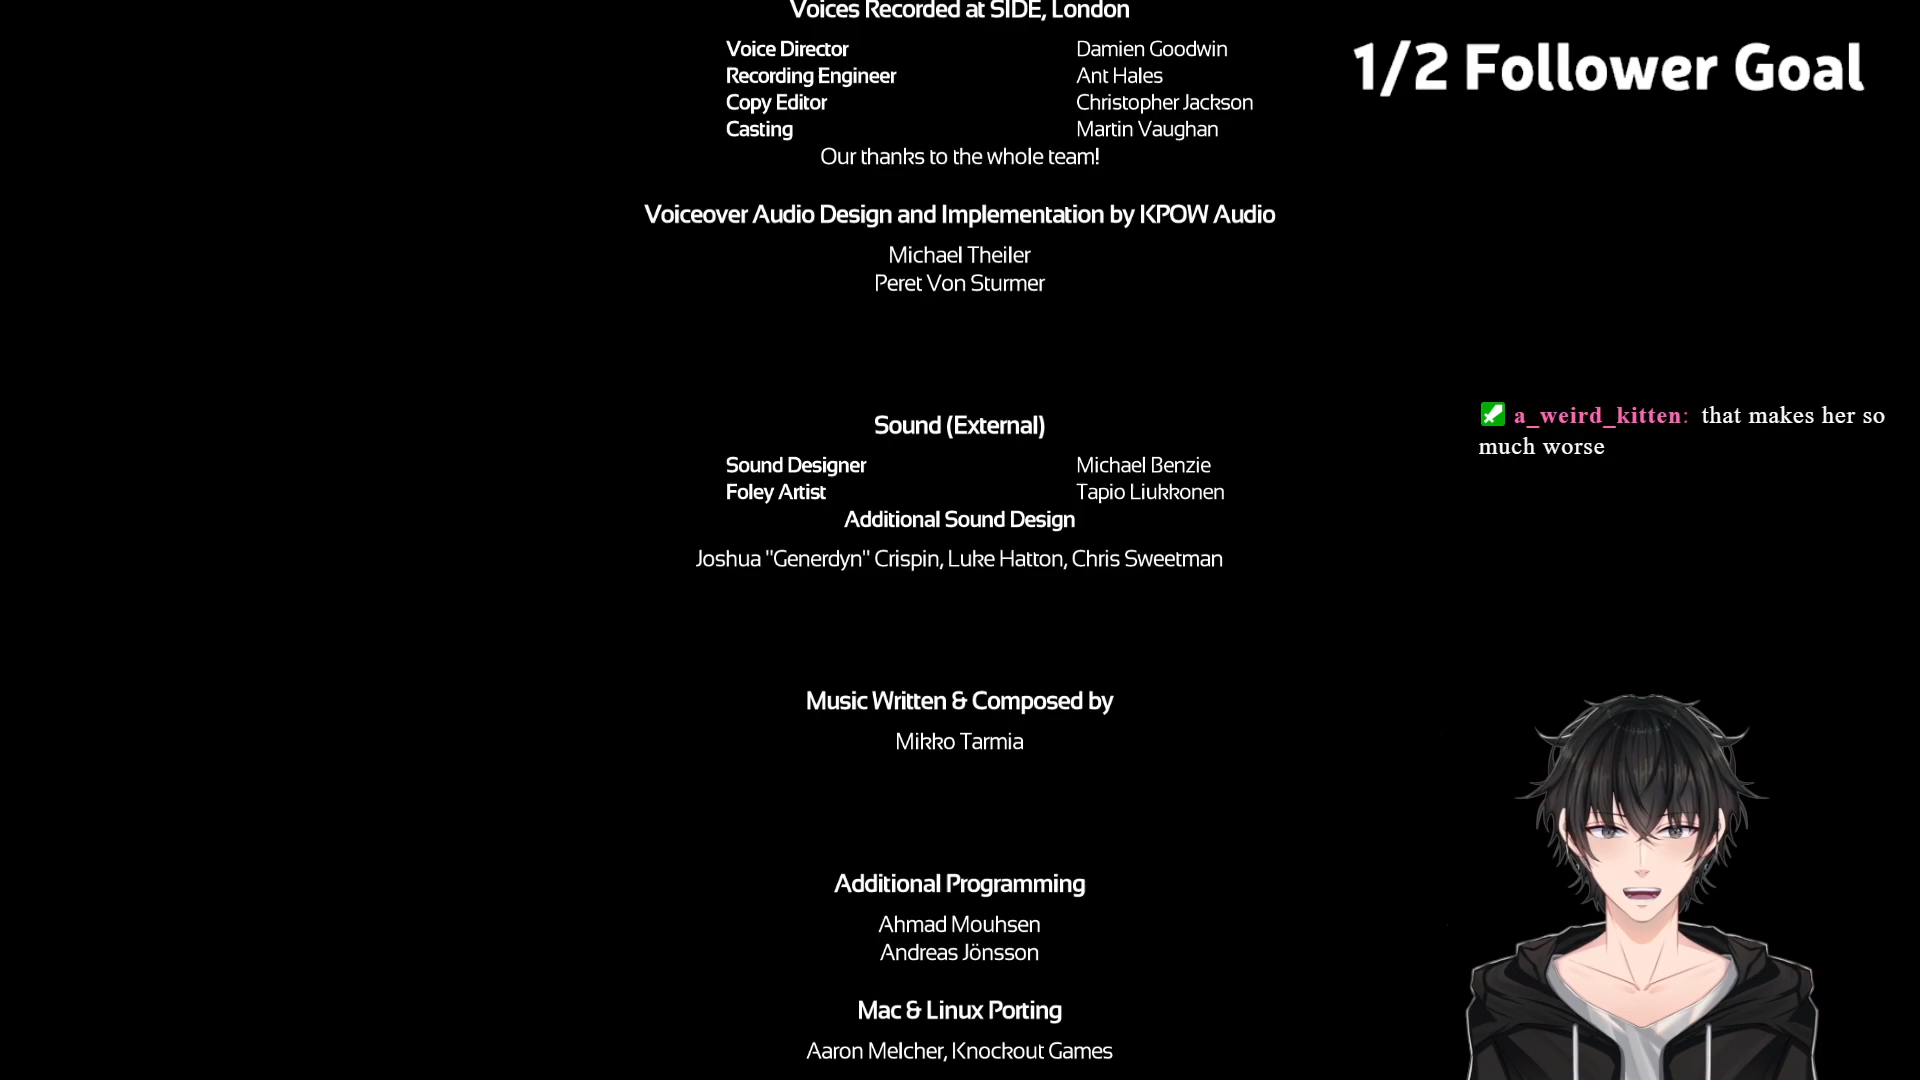 Voices Recorded at SIDE, London
Voice Director Damien Goodwin
Recording Engineer Ant Hales
Copy Editor Christopher Jackson
Casting Martin Vaughan
Our thanks to the whole team!
Voiceover Audio Design and Implementation by KPOW Audio
Michael Theiler
Peret Von Sturmer
Sound (External)
Sound Designer Michael Benzie
Foley Artist Tapio Liukkonen
Additional Sound Design
Joshua "Generdyn" Crispin, Luke Hatton, Chris Sweetman
Music Written & Composed by
Mikko Tarmia
Additional Programming
Ahmad Mouhsen
Andreas Jönsson
Mac & Linux Porting
Aaron Melcher, Knockout Games
1/2 Follower Goal
a_weird_kitten: that makes her so
much worse